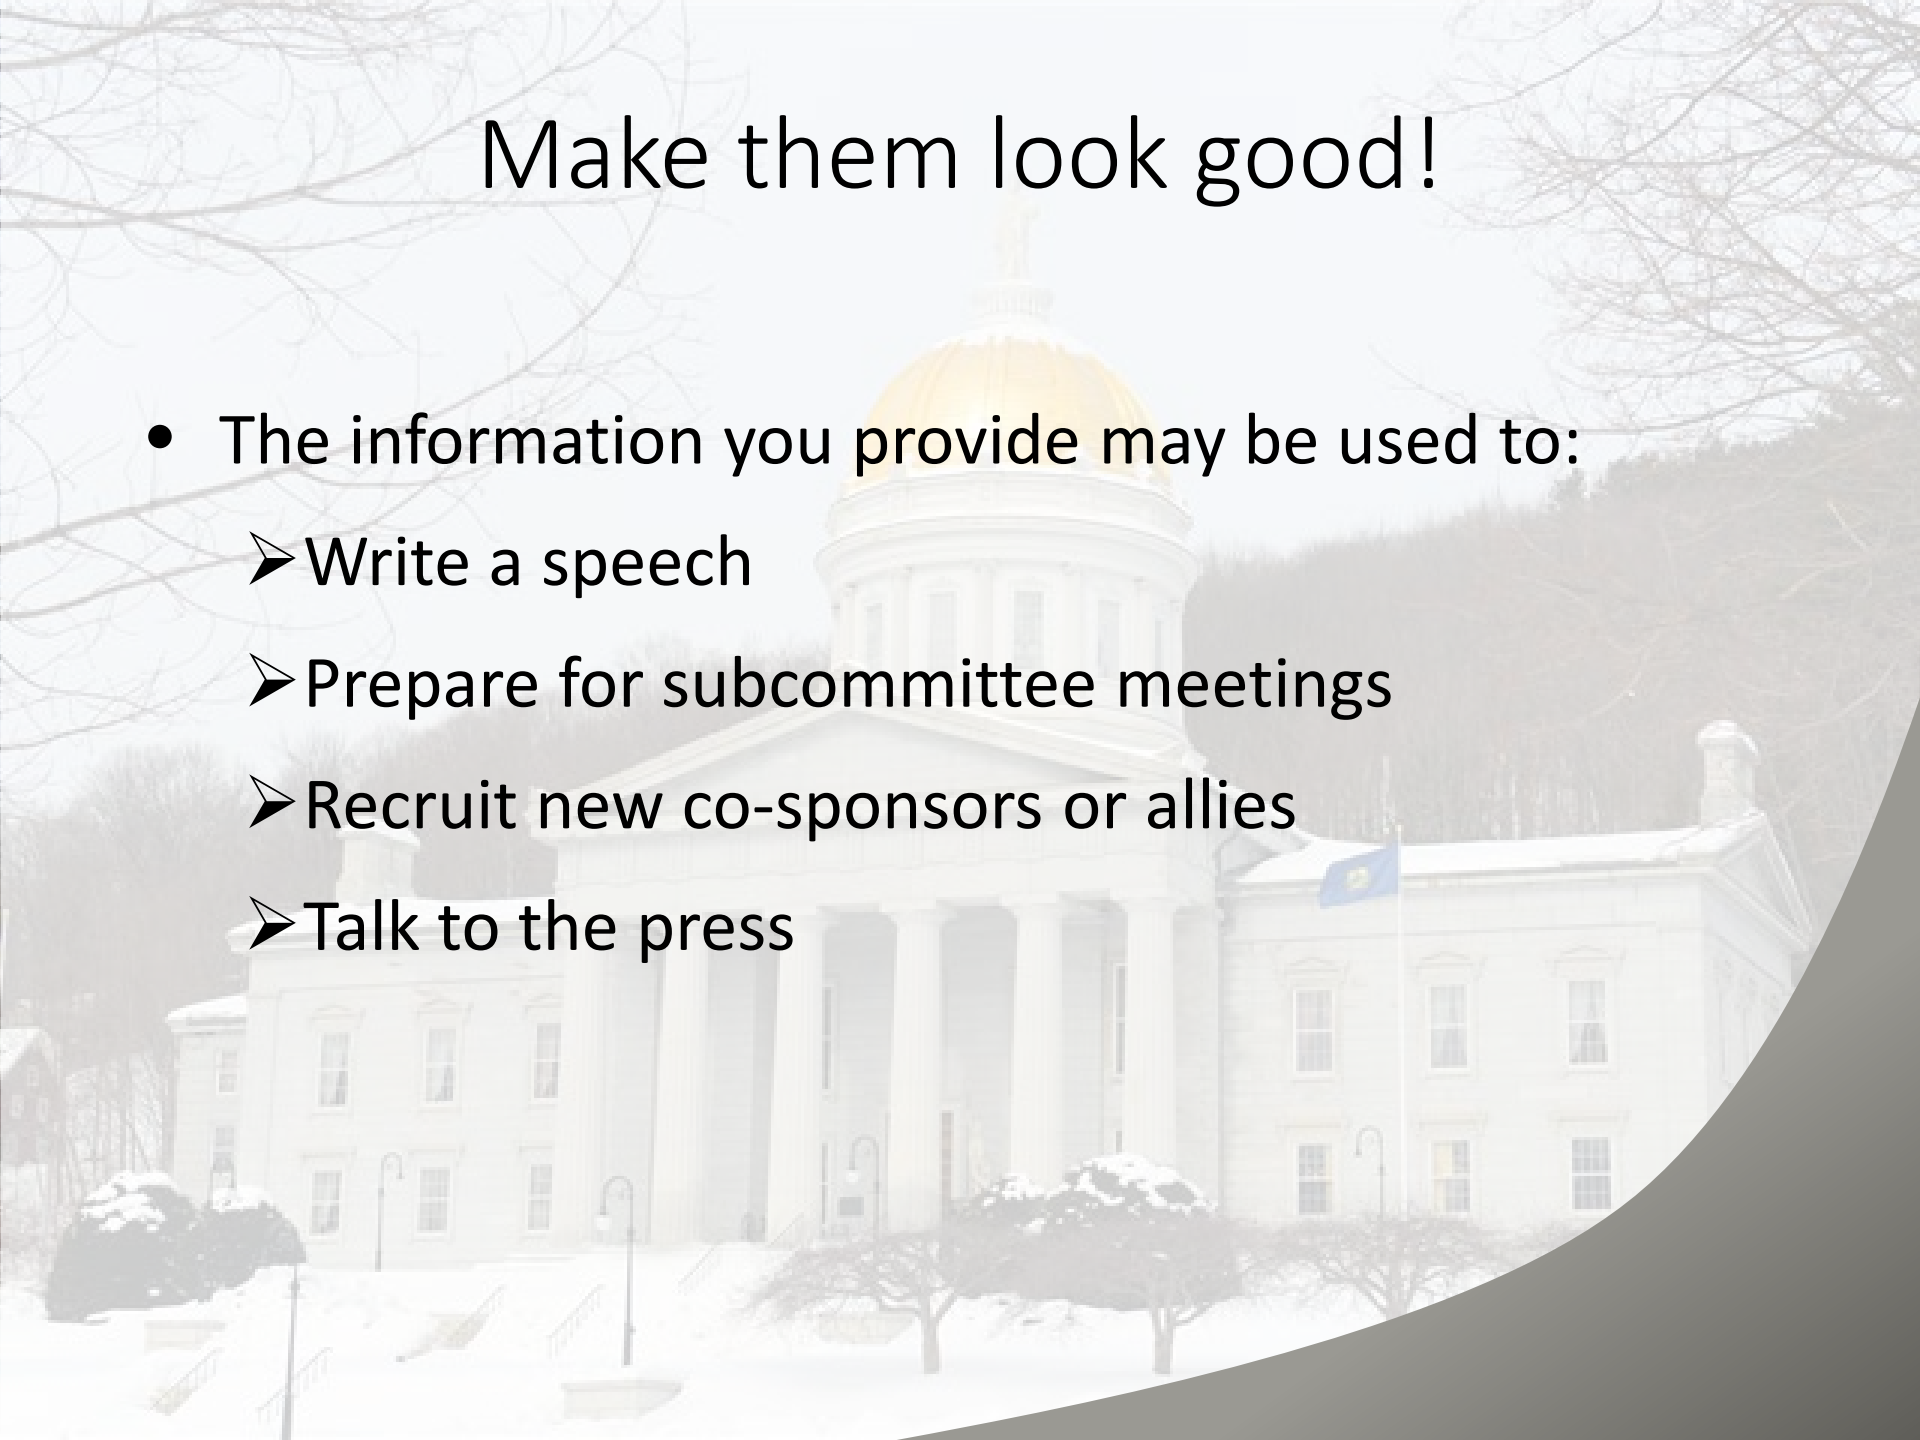 Make them look good!
• The information you provide may be used to:
➢Write a speech
➢Prepare for subcommittee meetings
➢Recruit new co-sponsors or allies
➢Talk to the press